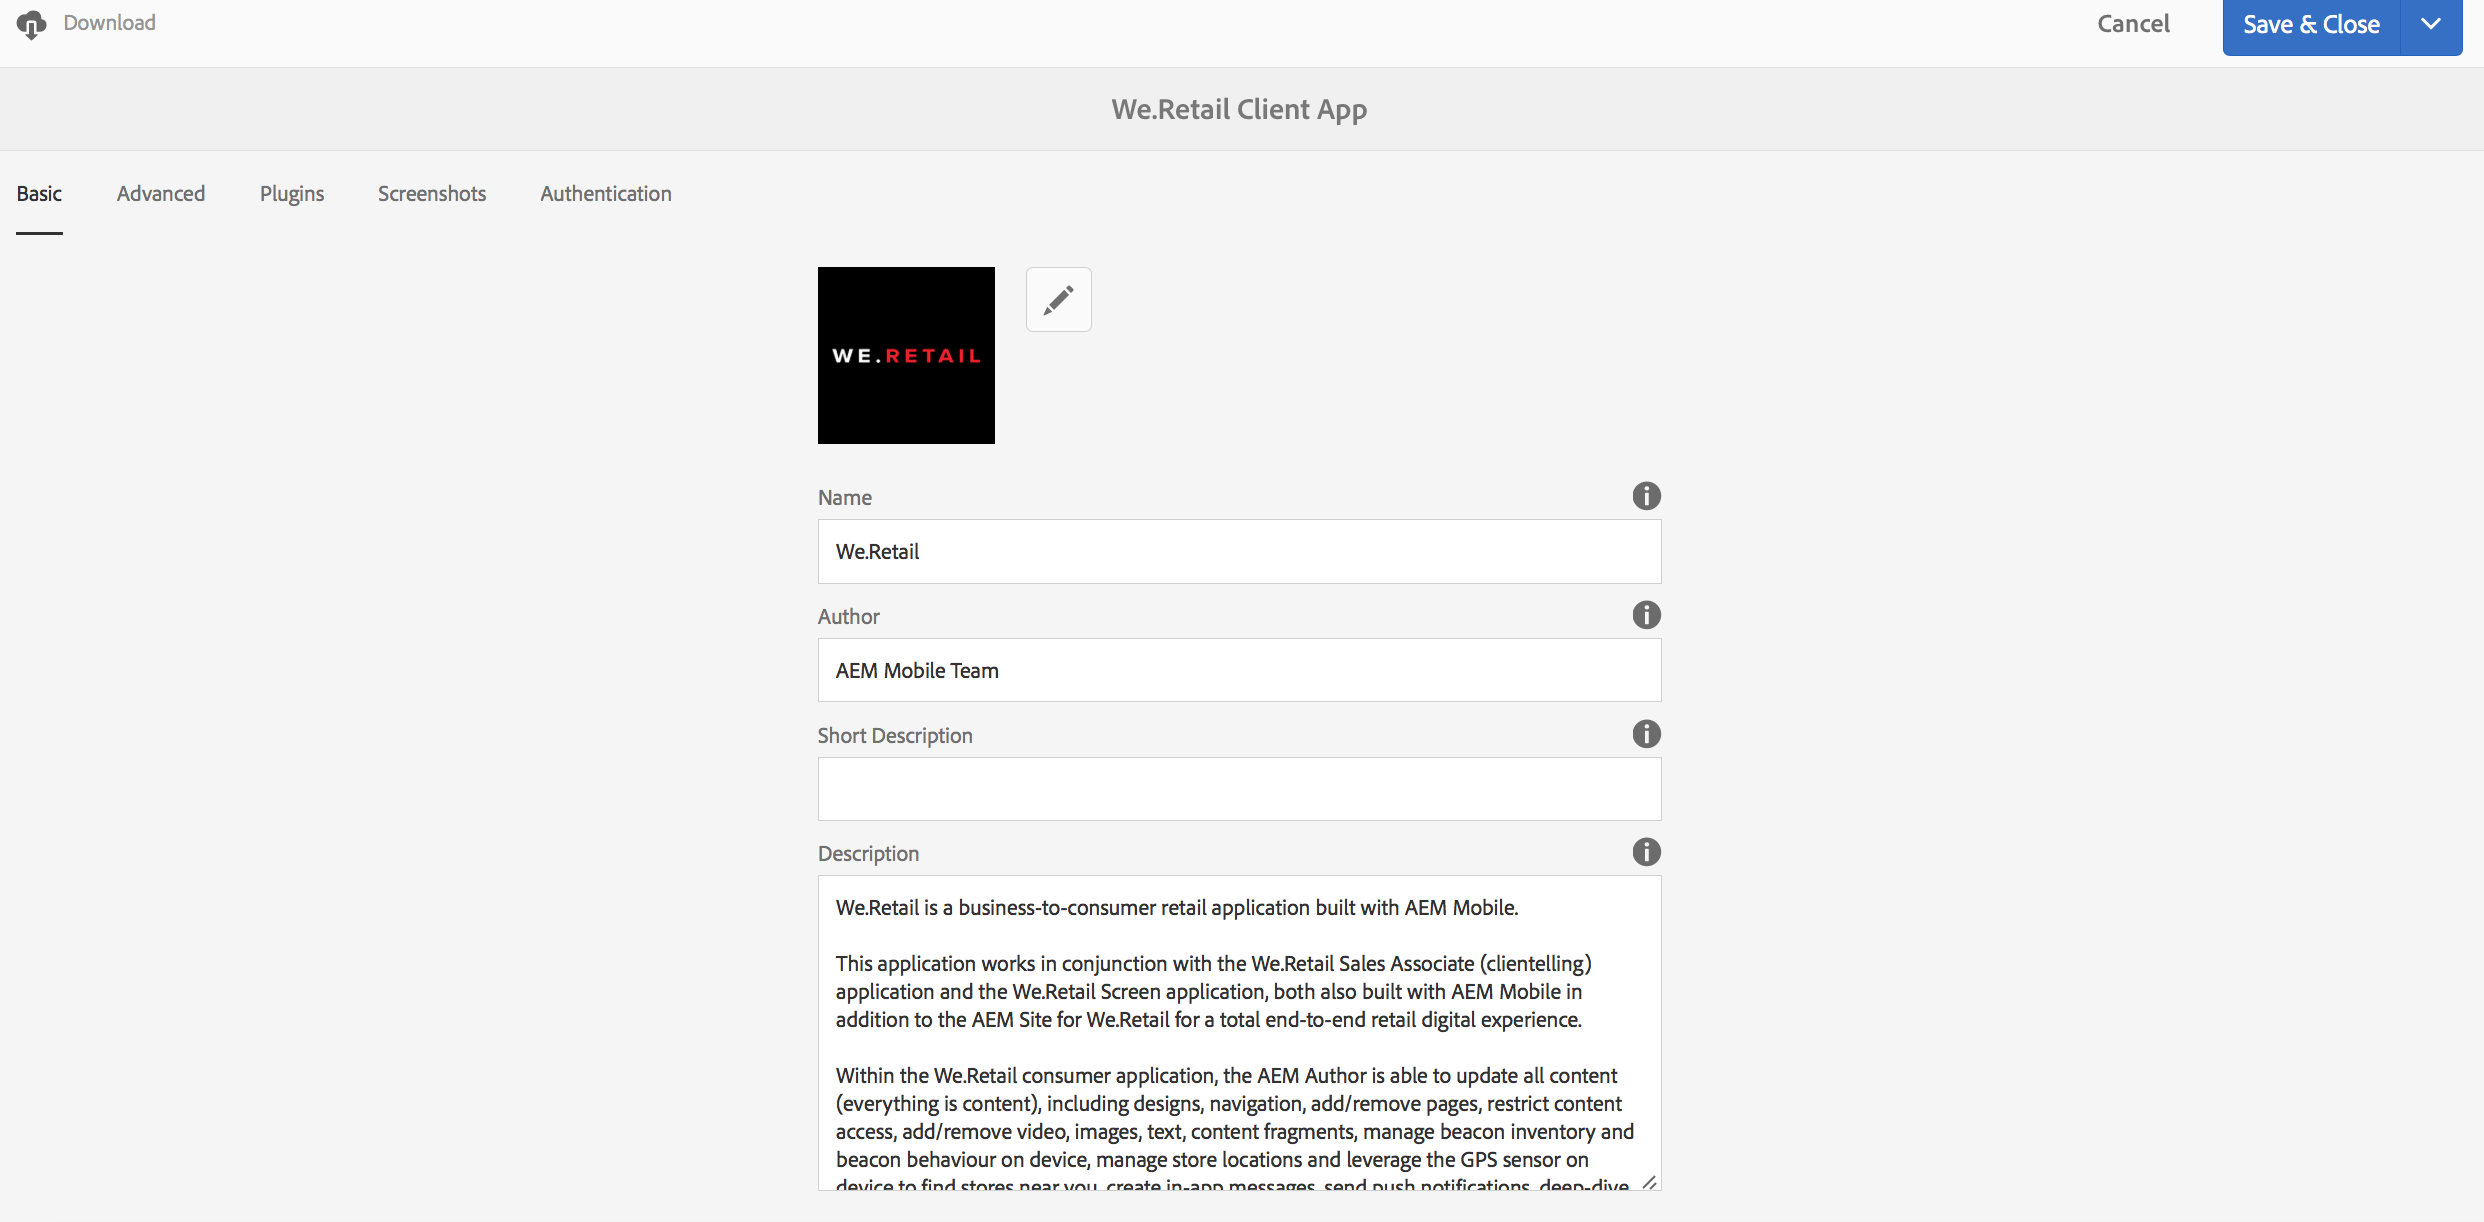 Download
Cancel
Save & Close
We.Retail Client App
Basic
Advanced
Plugins
Screenshots
Authentication
WE.RETAIL
Name
We.Retail
Author
AEM Mobile Team
Short Description
Description
We.Retail is a business-to-consumer retail application built with AEM Mobile.
This application works in conjunction with the We.Retail Sales Associate (clientelling)
application and the We.Retail Screen application, both also built with AEM Mobile in
addition to the AEM Site for We.Retail for a total end-to-end retail digital experience.
Within the We.Retail consumer application, the AEM Author is able to update all content
(everything is content), including designs, navigation, add/remove pages, restrict content
access, add/remove video, images, text, content fragments, manage beacon inventory and
beacon behaviour on device, manage store locations and leverage the GPS sensor on
device to find stores near you, create in-app messages, send push notifications, deep-dive